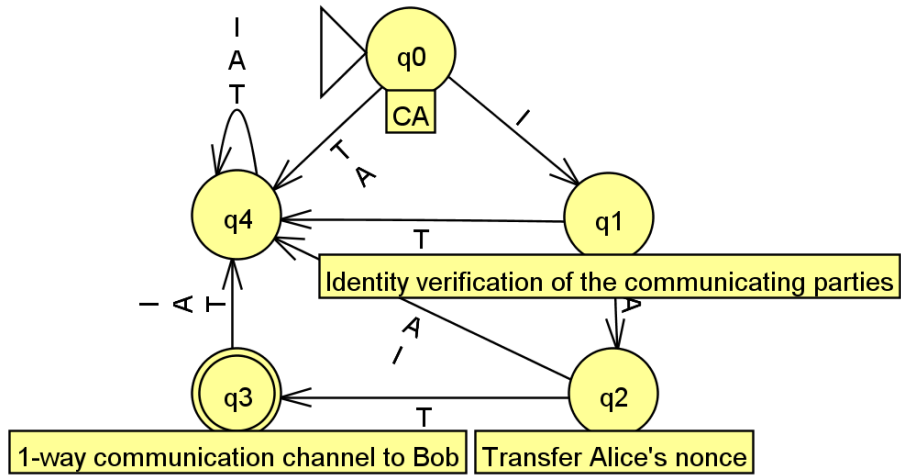 I
A
T
q0
CA
I
T
A
q4
q1
T
Identity verification of the communicating parties
I
A
T
A
A
I
q3
q2
T
1-way communication channel to Bob
Transfer Alice's nonce